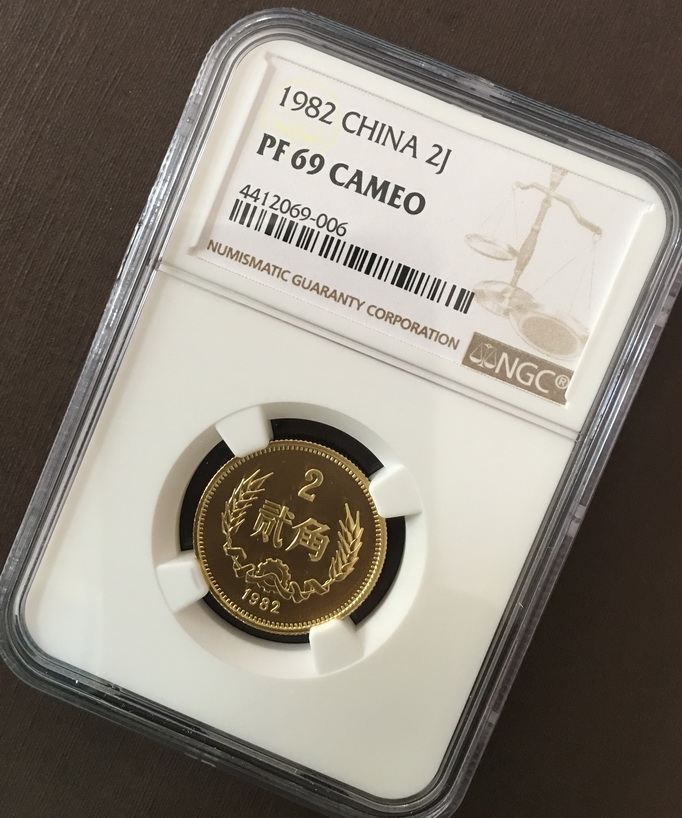 1982 CHINA 2J
PF 69 CAMEO
4412069-006
NUMISMATIC GUARANTY CORPORATION
NGC®
2
贰角
1982